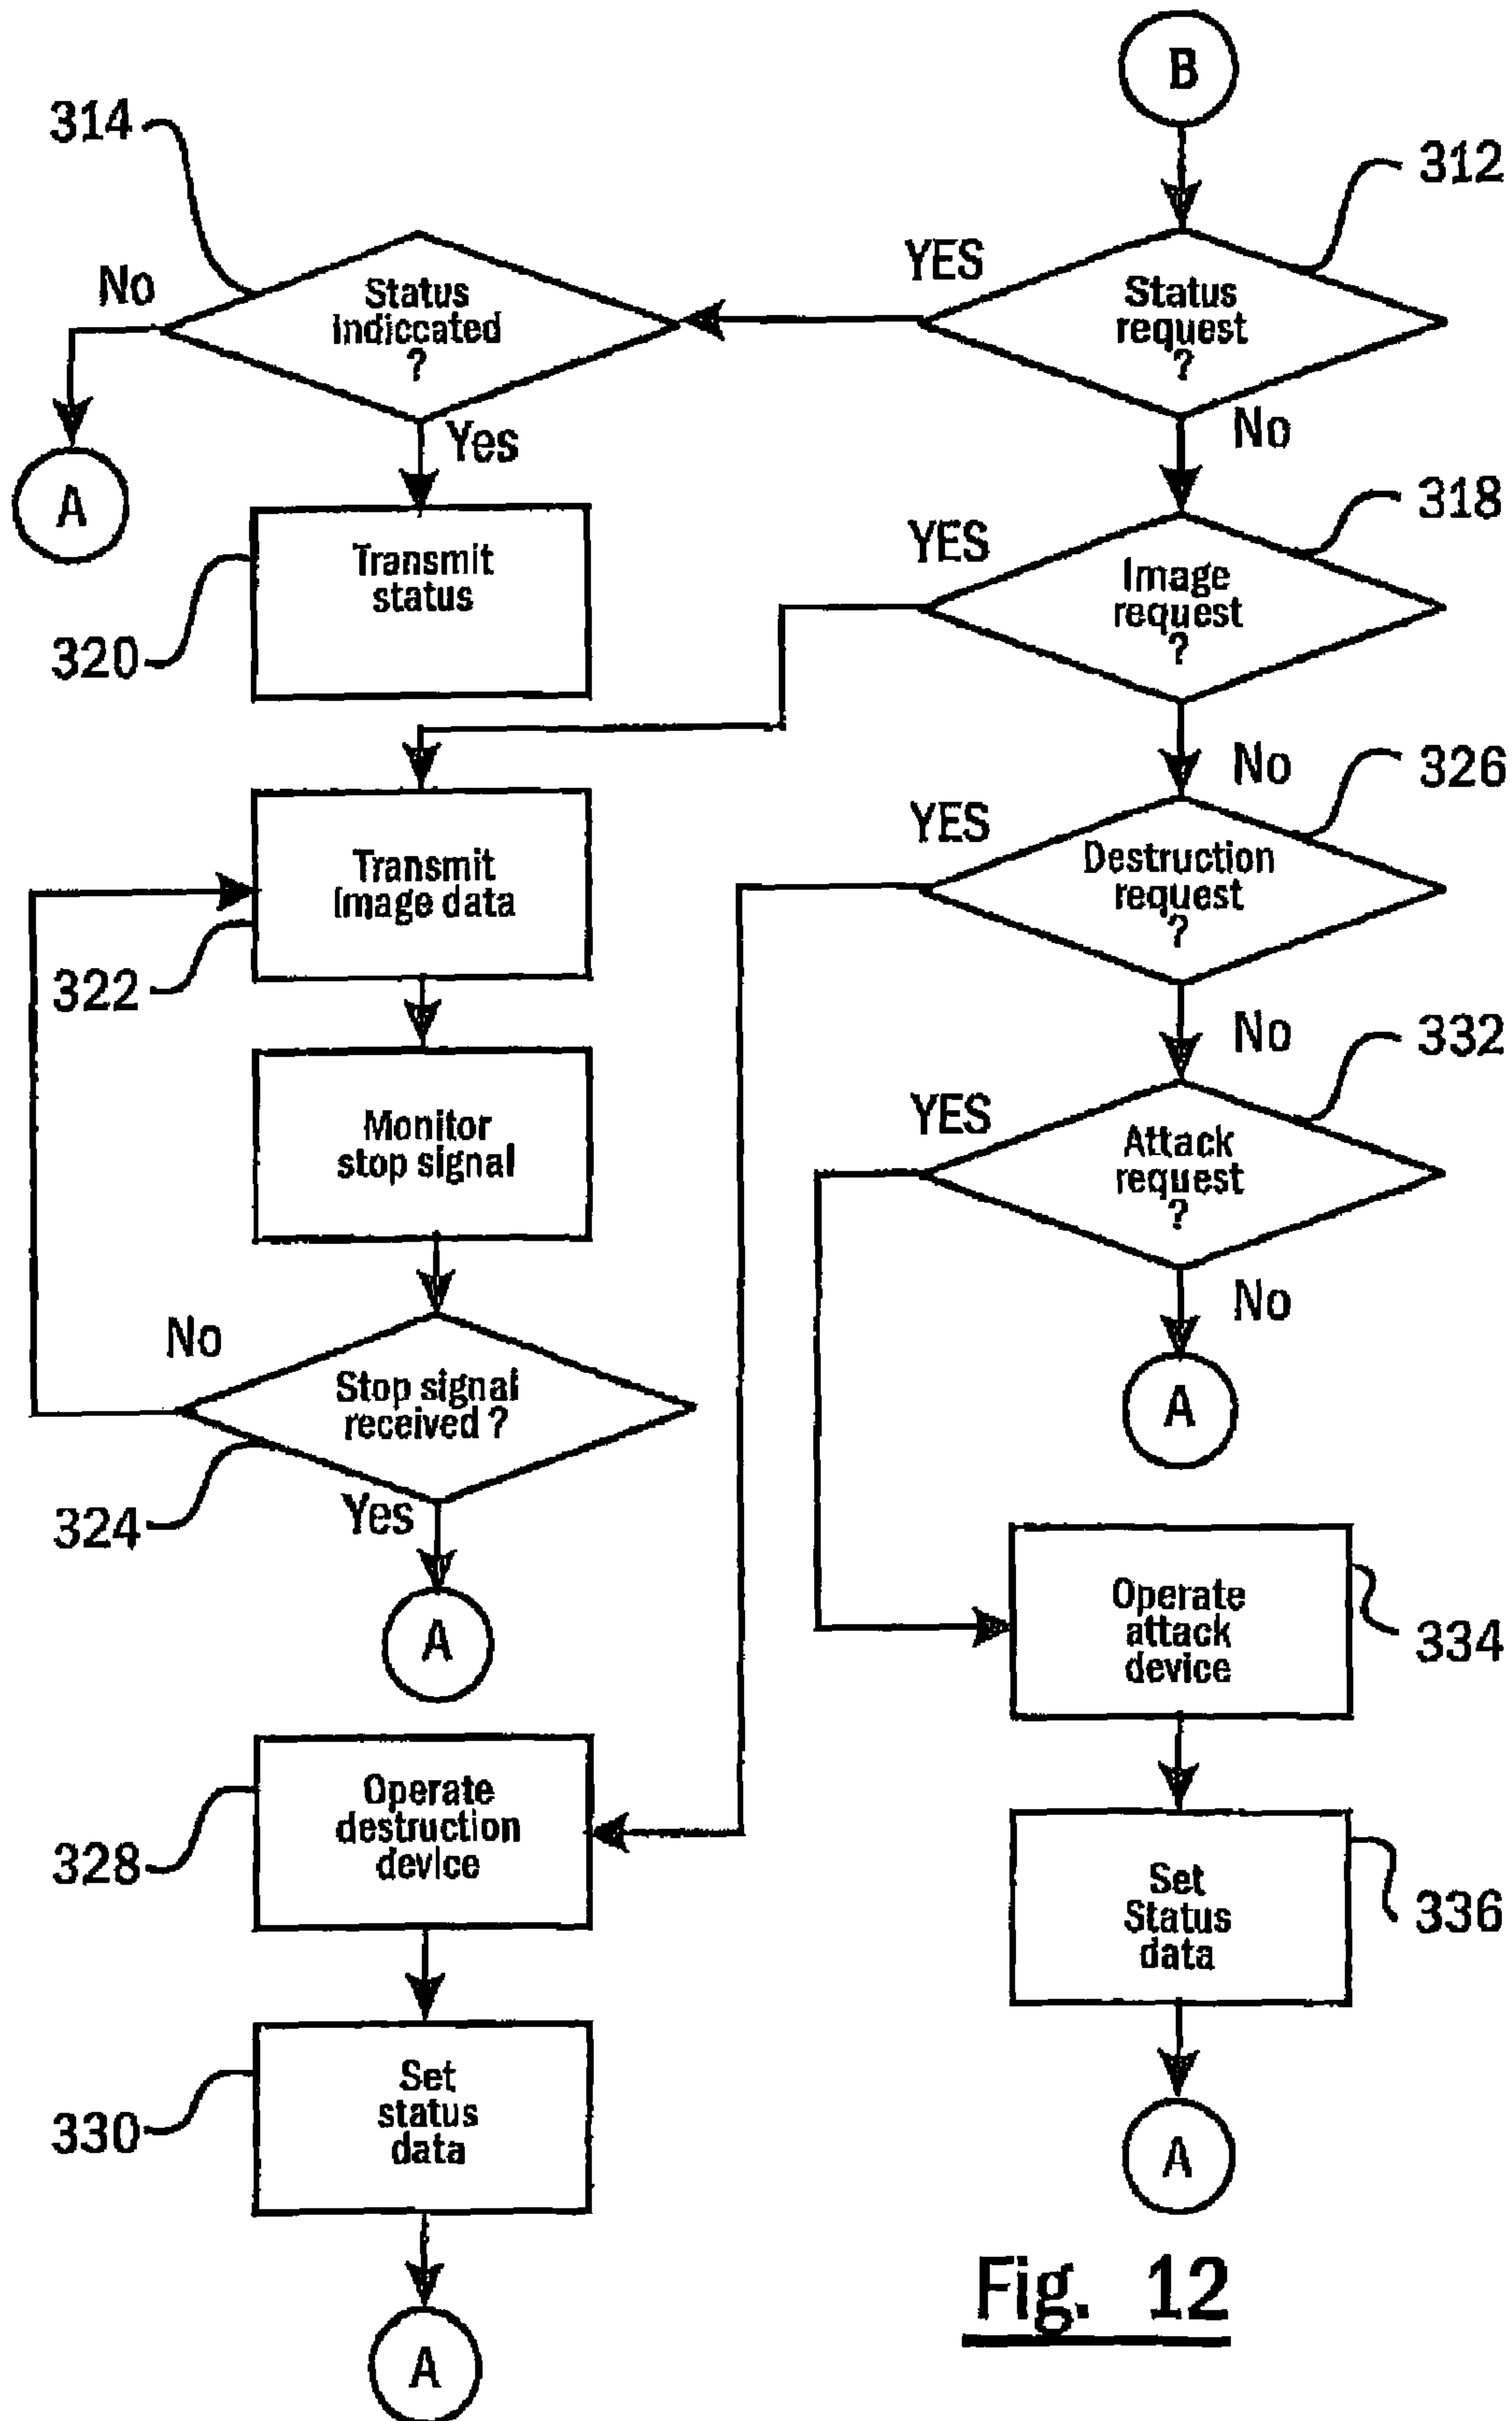 B
314
312
No
Status
indiccated
?
YES
Status
request
?
Yes
No
A
318
Transmit
status
YES
Image
request
?
320
No
326
YES
Transmit
Image data
Destruction
request
?
322
No
332
YES
Monitor
stop signal
Attack
request
?
No
No
Stop signal
received ?
A
324
Yes
A
Operate
attack
device
334
Operate
destruction
device
328
Set
Status
data
336
Set
status
data
330
A
A
Fig. 12